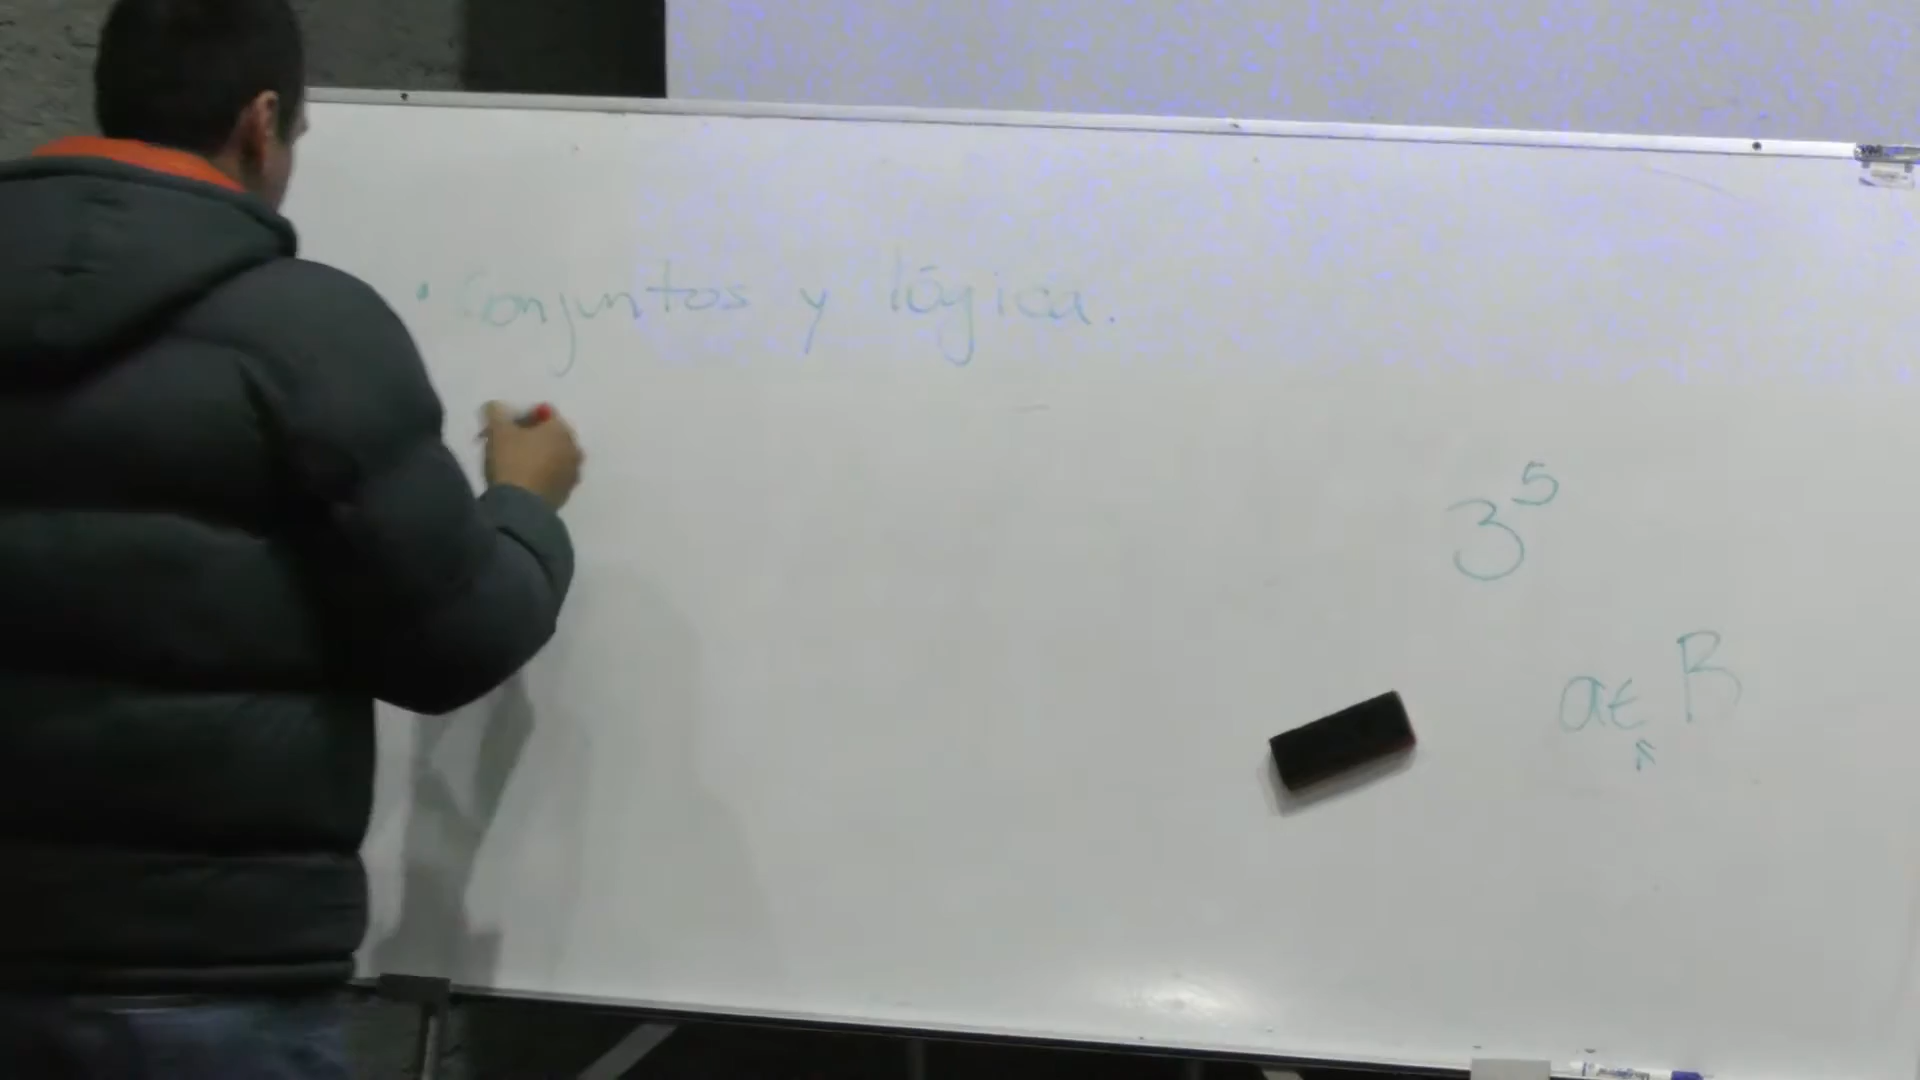 • Conjuntos y lógica.
3⁵
a ∈ R